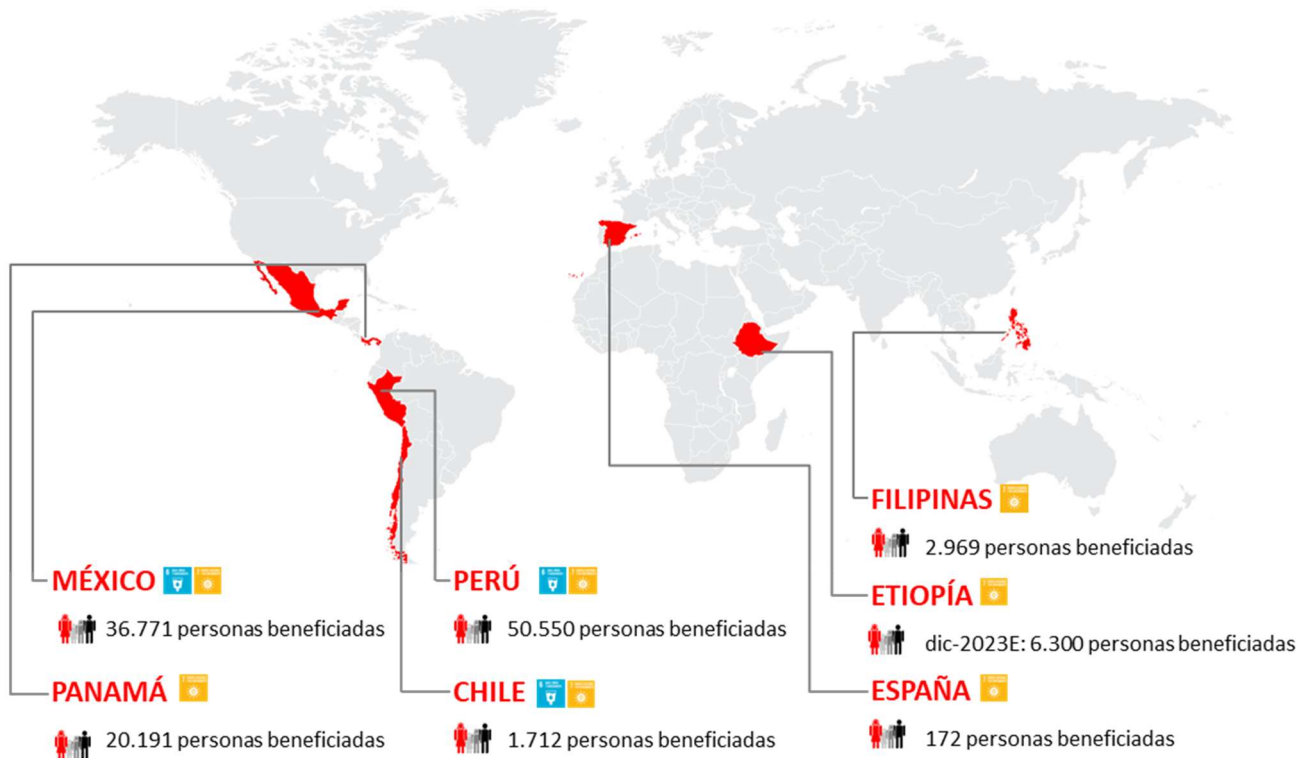 FILIPINAS
2.969 personas beneficiadas
MÉXICO
36.771 personas beneficiadas
PERÚ
50.550 personas beneficiadas
ETIOPÍA
dic-2023E: 6.300 personas beneficiadas
PANAMÁ
20.191 personas beneficiadas
CHILE
1.712 personas beneficiadas
ESPAÑA
172 personas beneficiadas